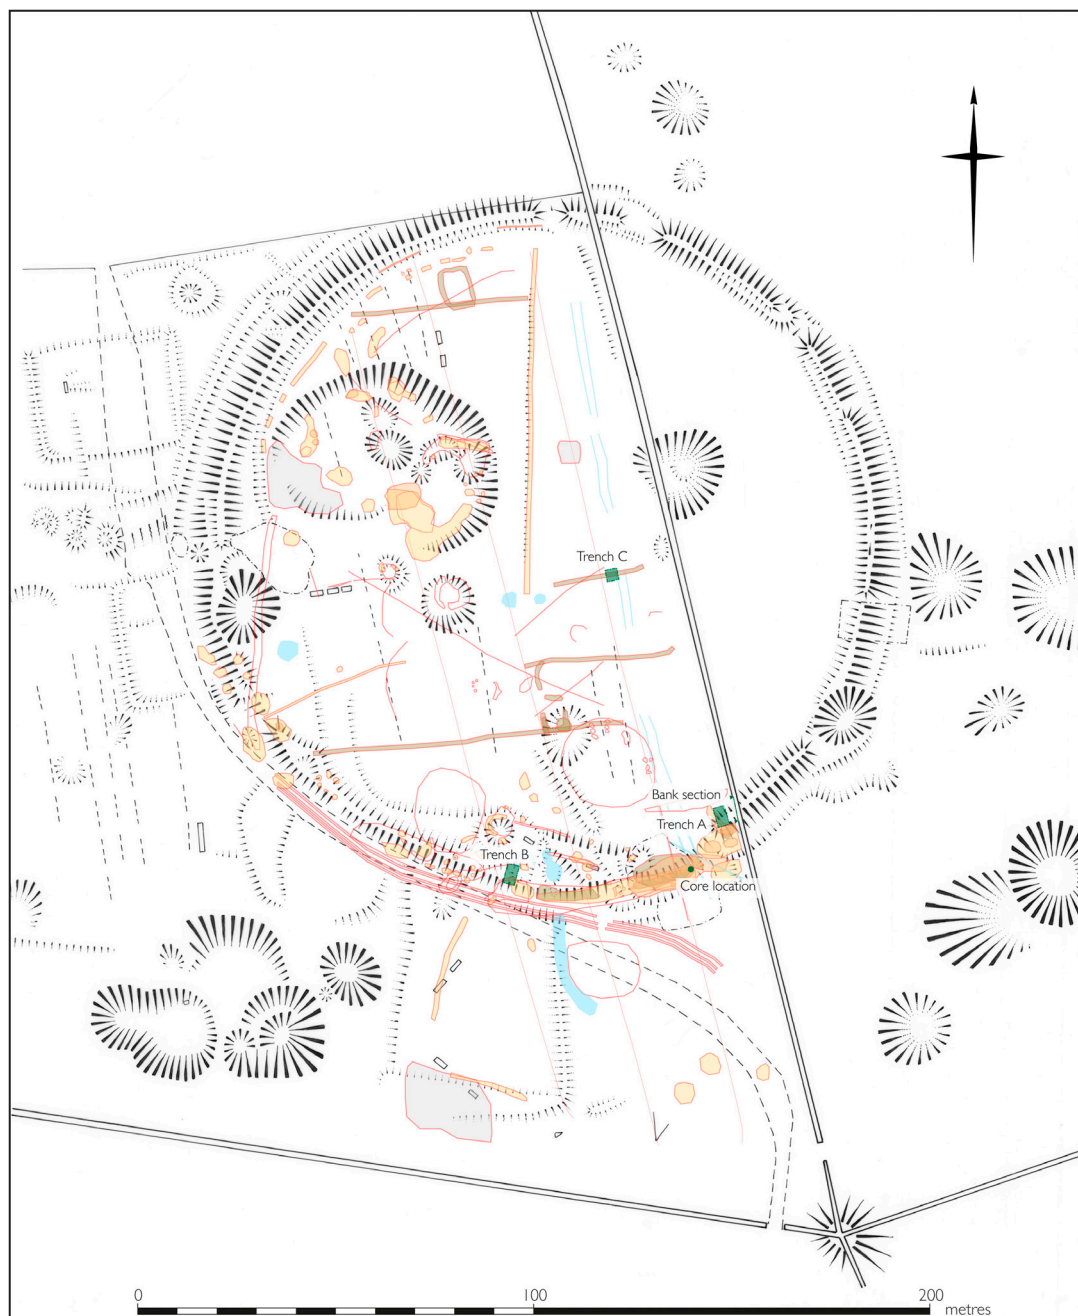 Trench C
Bank section
Trench A
Trench B
Core location
0 100 200
metres